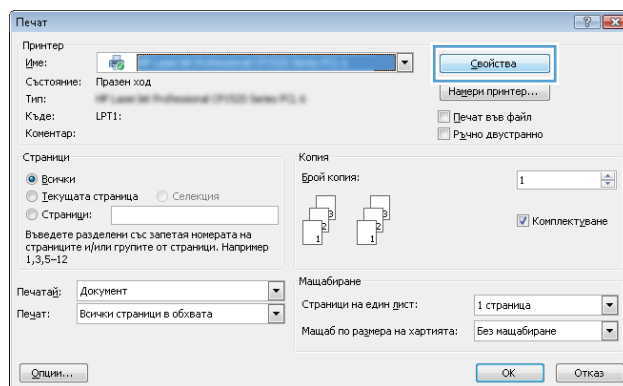 Печат
Принтер
Име:
Свойства
Състояние: Празен ход
Намери принтер...
Тип:
Къде: LPT1:
Печат във файл
Коментар:
Ръчно двустранно
Страници
Всички
Текущата страница Селекция
Страници:
Въведете разделени със запетая номерата на
страниците и/или групите от страници. Например
1,3,5–12
Копия
Брой копия: 1
Комплектуване
Печатай: Документ
Печат: Всички страници в обхвата
Мащабиране
Страници на един лист: 1 страница
Мащаб по размера на хартията: Без мащабиране
Опции...
OK
Отказ